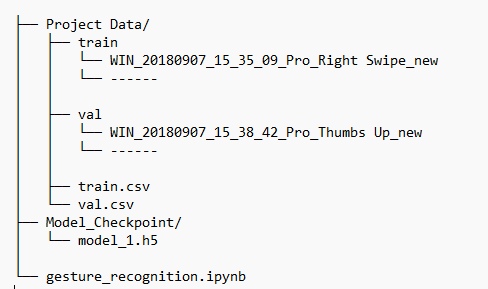 ├── Project Data/
│   ├── train
│   │   └── WIN_20180907_15_35_09_Pro_Right Swipe_new
│   │   └── ------
│   ├── val
│   │   └── WIN_20180907_15_38_42_Pro_Thumbs Up_new
│   │   └── ------
│   ├── train.csv
│   └── val.csv
├── Model_Checkpoint/
│   └── model_1.h5
└── gesture_recognition.ipynb